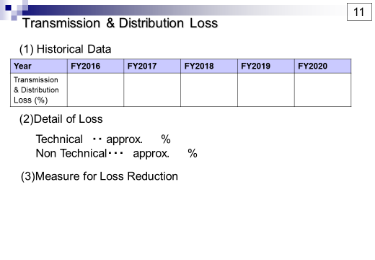 11
Transmission & Distribution Loss
(1) Historical Data
Year FY2016 FY2017 FY2018 FY2019 FY2020
Transmission
& Distribution
Loss (%)
(2)Detail of Loss
Technical ・・ approx. %
Non Technical・・・ approx. %
(3)Measure for Loss Reduction